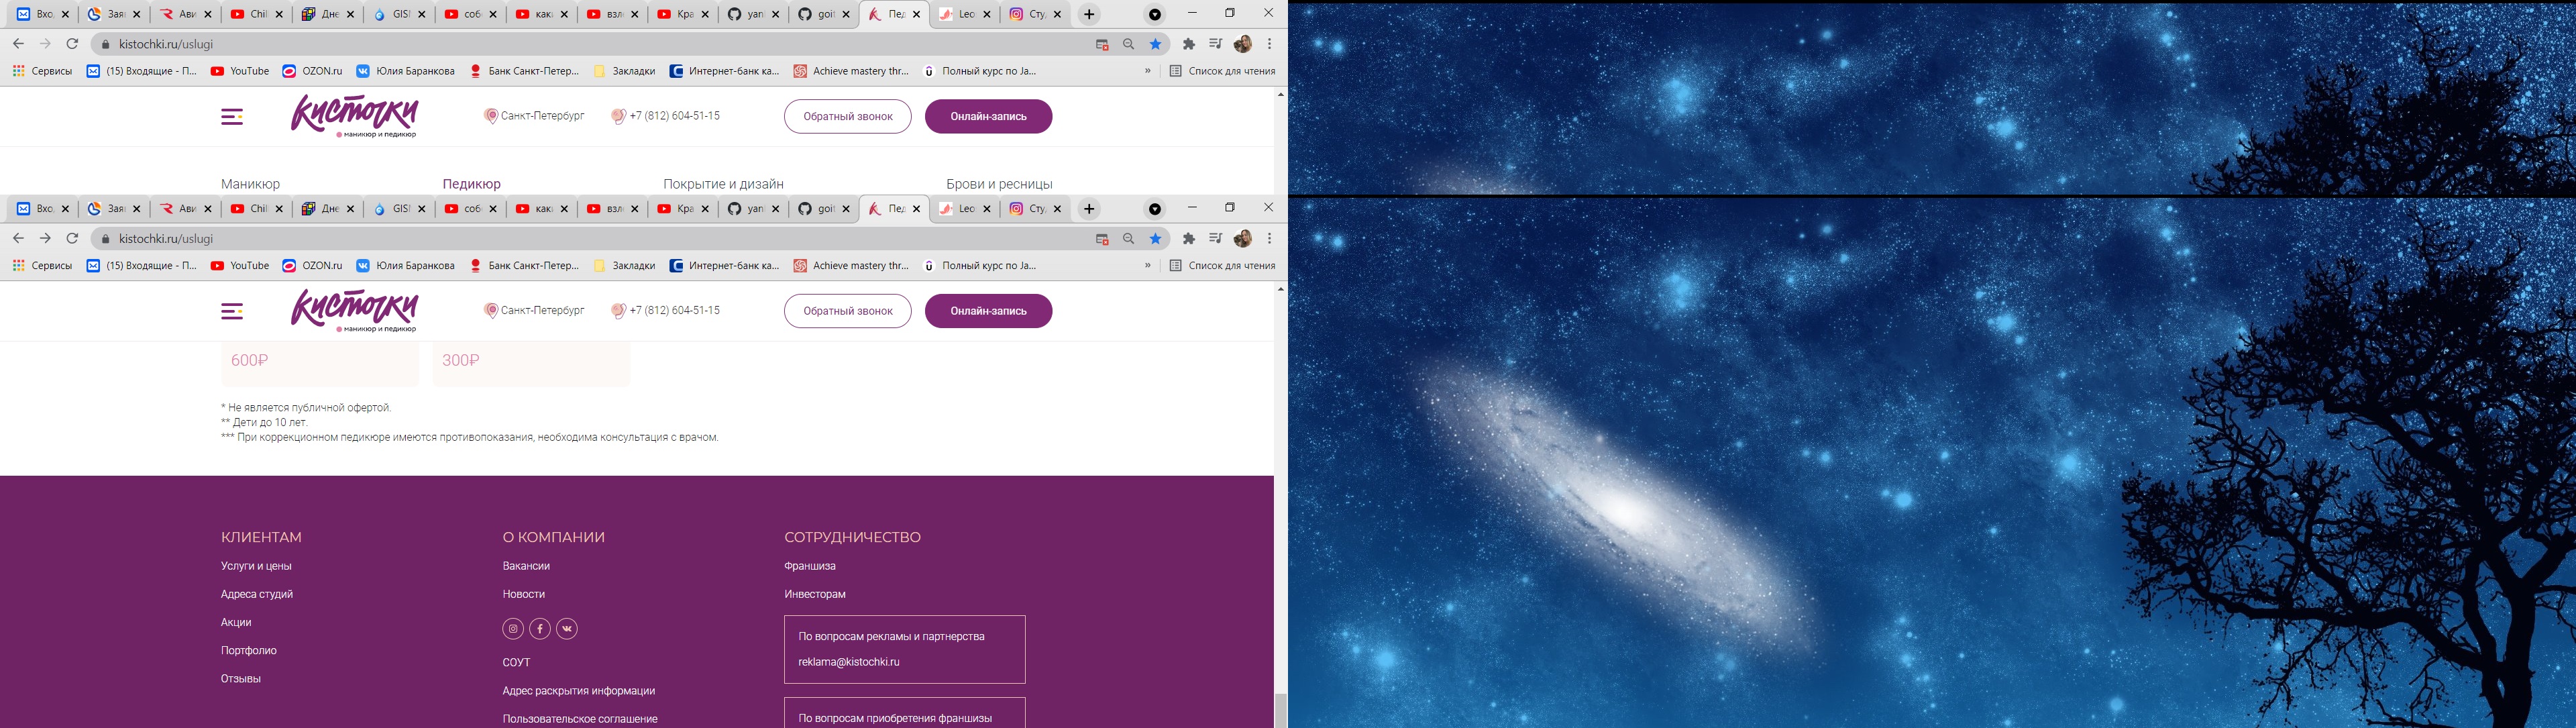 Вхо, Зая Ави Chil Дне GISI соб как взл Кра yan goit Пед Leo Сту
kistochki.ru/uslugi
Сервисы (15) Входящие - П... YouTube OZON.ru Юлия Баранкова Банк Санкт-Петер... Закладки Интернет-банк ка... Achieve mastery thr... Полный курс по Ja... » Список для чтения
Кисточки
маникюр и педикюр
Санкт-Петербург +7 (812) 604-51-15 Обратный звонок Онлайн-запись
Маникюр Педикюр Покрытие и дизайн Брови и ресницы
Вхо, Зая Ави Chil Дне GISI соб как взл Кра yan goit Пед Leo Сту
kistochki.ru/uslugi
Сервисы (15) Входящие - П... YouTube OZON.ru Юлия Баранкова Банк Санкт-Петер... Закладки Интернет-банк ка... Achieve mastery thr... Полный курс по Ja... » Список для чтения
Кисточки
маникюр и педикюр
Санкт-Петербург +7 (812) 604-51-15 Обратный звонок Онлайн-запись
600₽ 300₽
* Не является публичной офертой.
** Дети до 10 лет.
*** При коррекционном педикюре имеются противопоказания, необходима консультация с врачом.
КЛИЕНТАМ
Услуги и цены
Адреса студий
Акции
Портфолио
Отзывы
О КОМПАНИИ
Вакансии
Новости
СОУТ
Адрес раскрытия информации
Пользовательское соглашение
СОТРУДНИЧЕСТВО
Франшиза
Инвесторам
По вопросам рекламы и партнерства
reklama@kistochki.ru
По вопросам приобретения франшизы